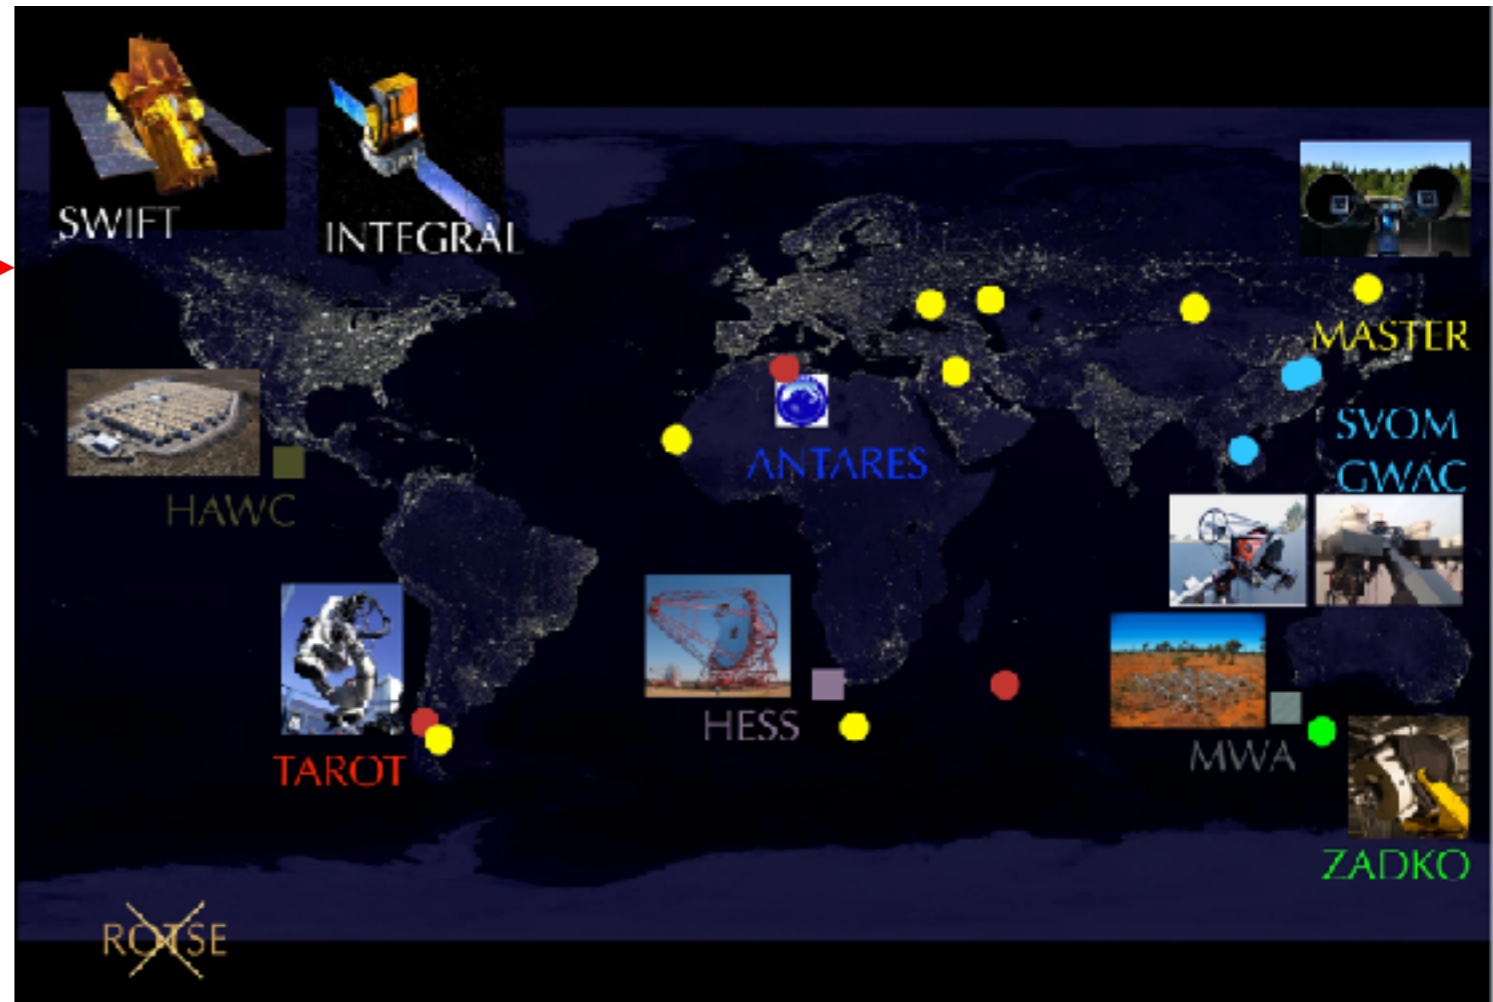 SWIFT
INTEGRAL
MASTER
SVOM
GWAC
ANTARES
HAWC
HESS
MWA
TAROT
ZADKO
ROTSE